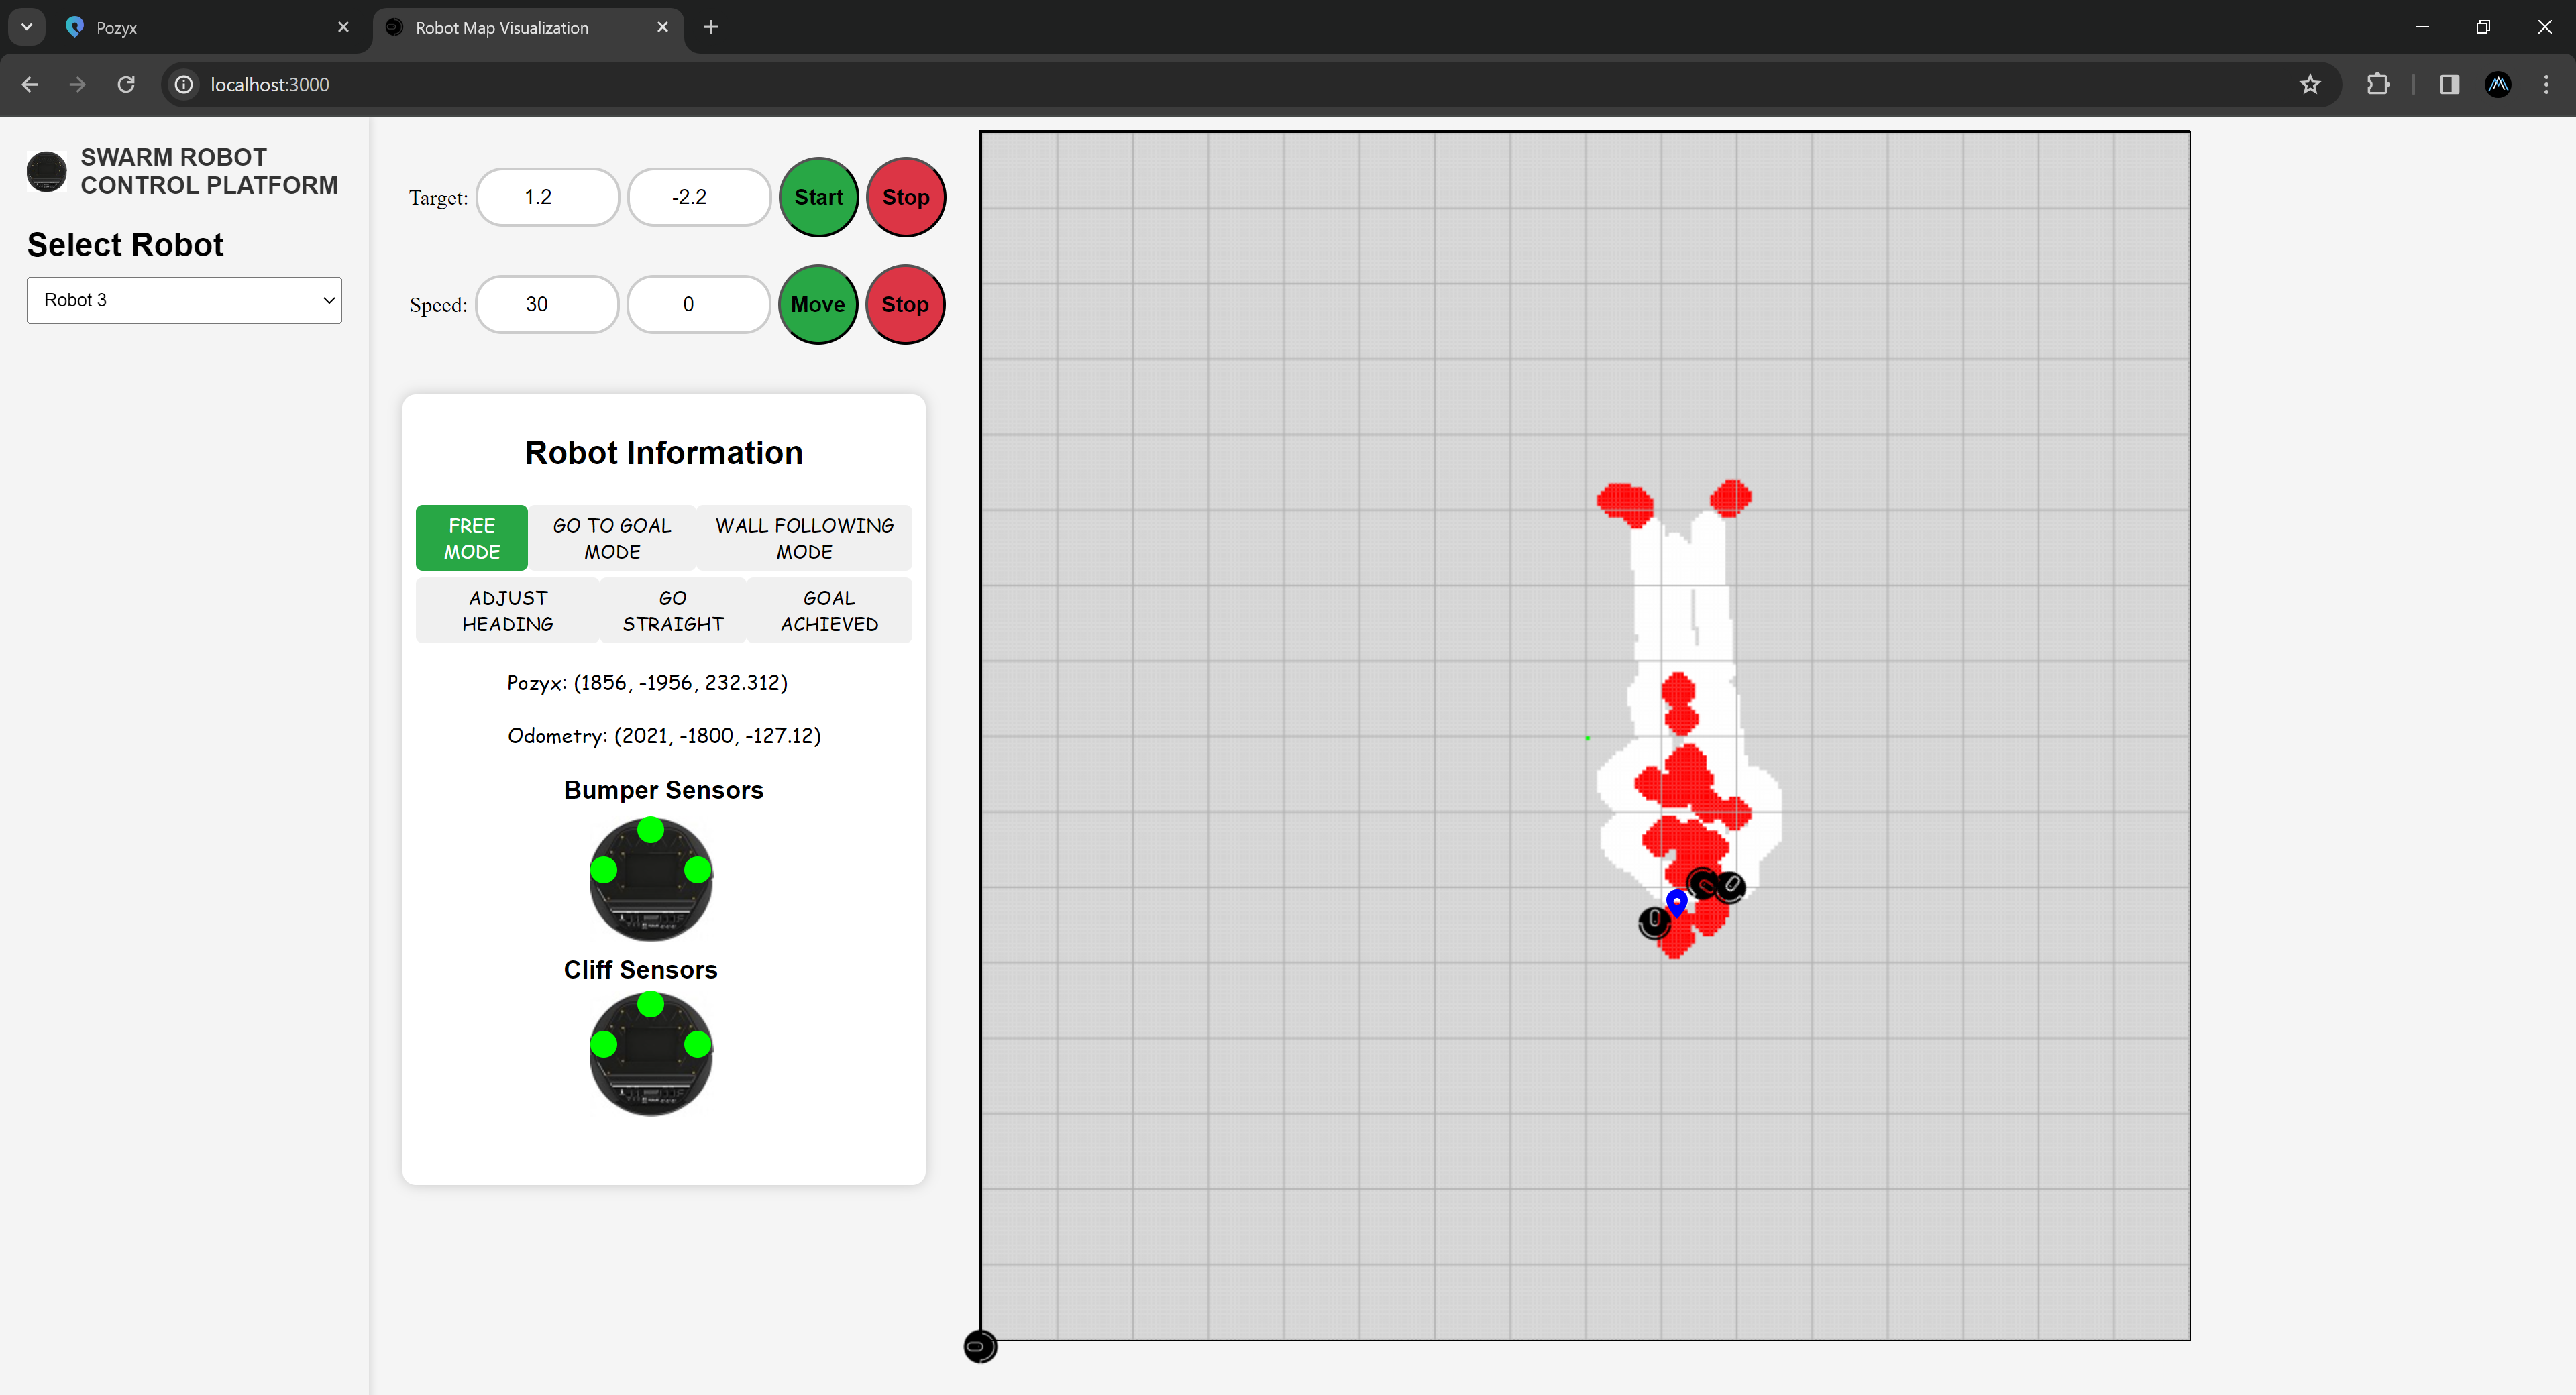 Pozyx
Robot Map Visualization
localhost:3000
SWARM ROBOT
CONTROL PLATFORM
Select Robot
Robot 3
Target: 1.2 -2.2 Start Stop
Speed: 30 0 Move Stop
Robot Information
FREE
MODE
GO TO GOAL
MODE
WALL FOLLOWING
MODE
ADJUST
HEADING
GO
STRAIGHT
GOAL
ACHIEVED
Pozyx: (1856, -1956, 232.312)
Odometry: (2021, -1800, -127.12)
Bumper Sensors
Cliff Sensors